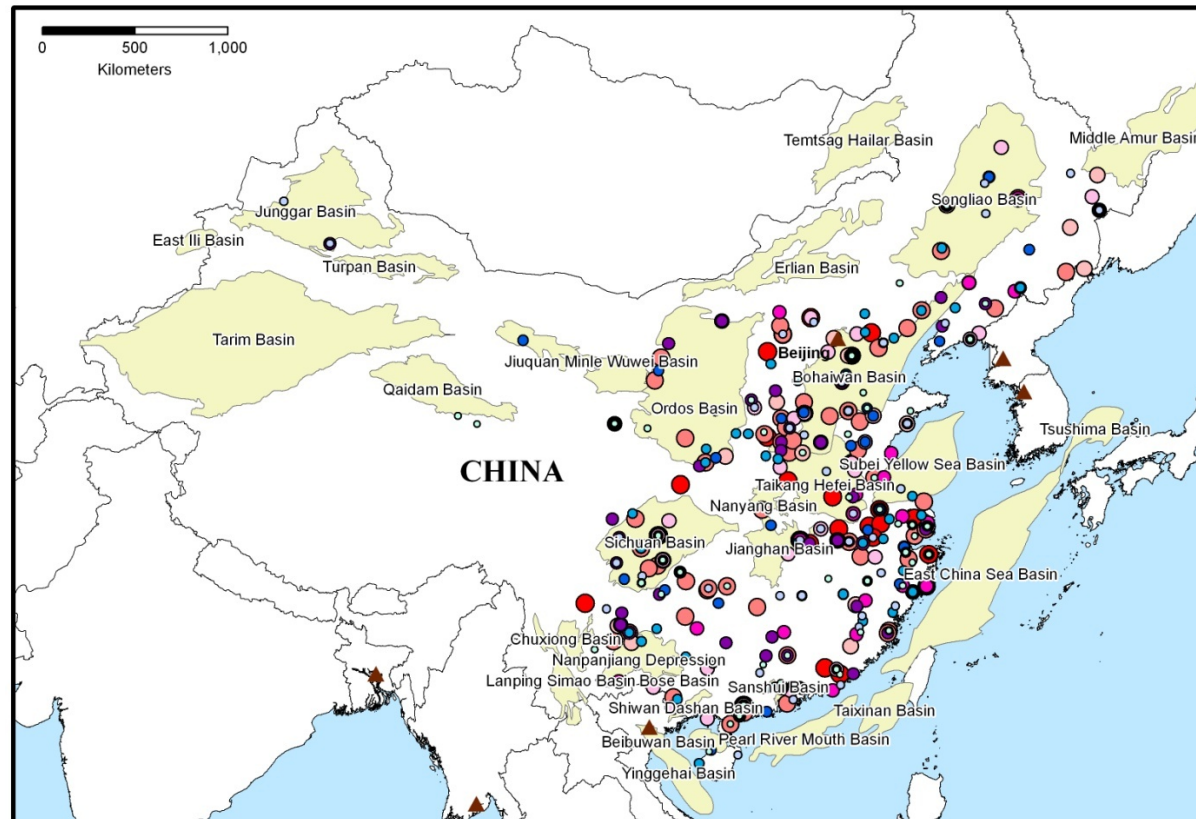 0 500 1,000
Kilometers
Temtsag Hailar Basin
Middle Amur Basin
Songliao Basin
Junggar Basin
East Ili Basin
Turpan Basin
Erlian Basin
Tarim Basin
Jiuquan Minle Wuwei Basin
Beijing
Bohaiwan Basin
Qaidam Basin
Ordos Basin
Tsushima Basin
CHINA
Subei Yellow Sea Basin
Taikang Hefei Basin
Nanyang Basin
Sichuan Basin
Jianghan Basin
East China Sea Basin
Chuxiong Basin
Nanpanjiang Depression
Lanping Simao Basin
Bose Basin
Sanshui Basin
Shiwan Dashan Basin
Taixinan Basin
Beibuwan Basin
Pearl River Mouth Basin
Yinggehai Basin